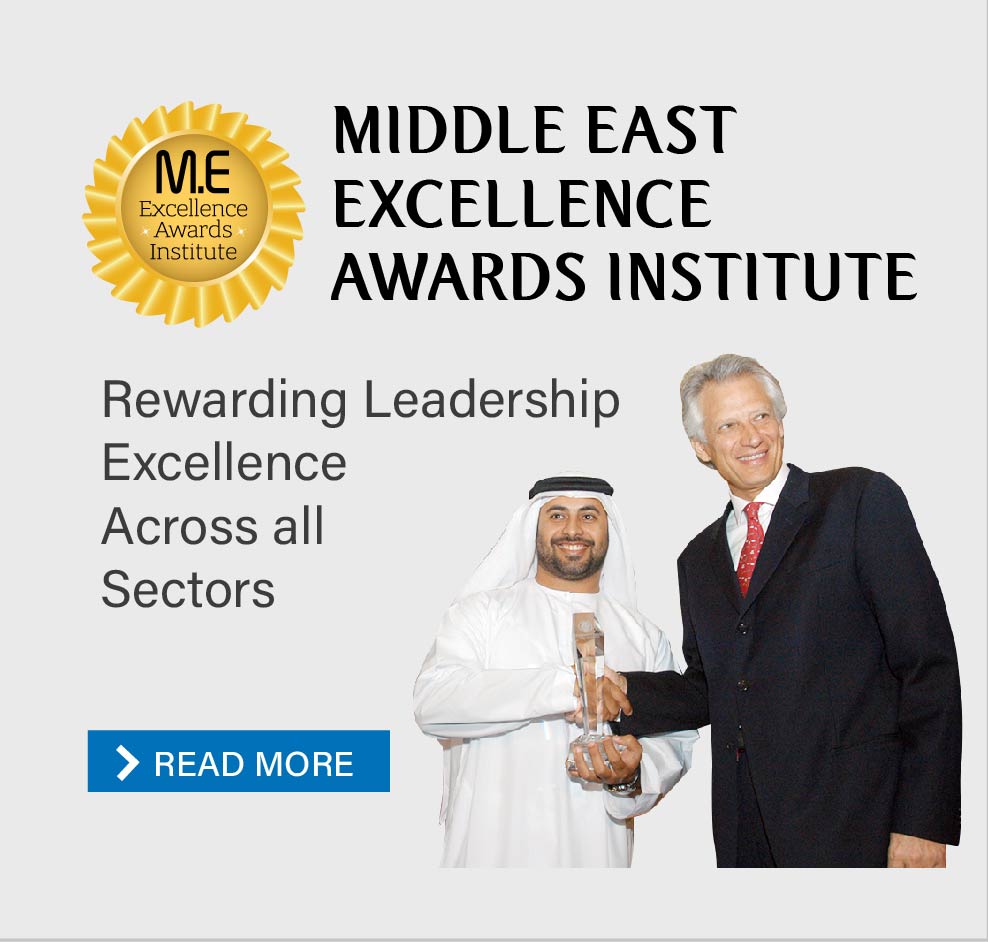 M.E
Excellence
Awards
Institute
MIDDLE EAST
EXCELLENCE
AWARDS INSTITUTE
Rewarding Leadership
Excellence
Across all
Sectors
READ MORE